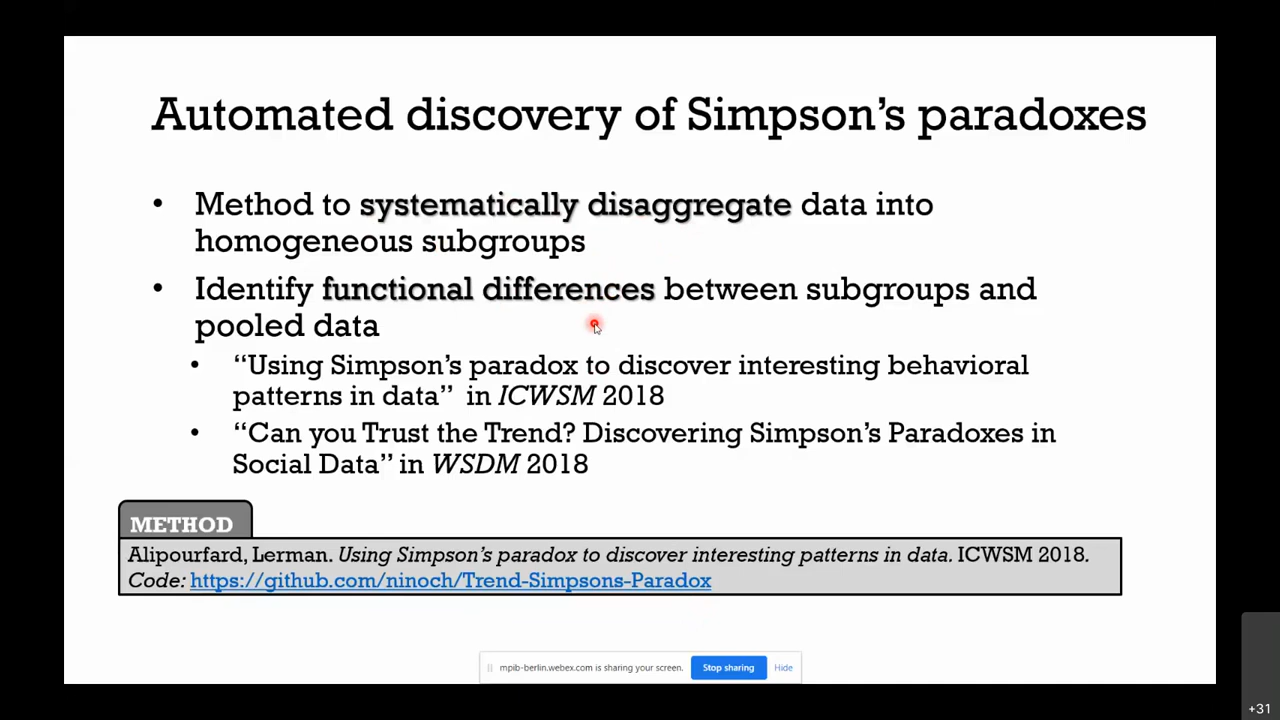 Automated discovery of Simpson's paradoxes
• Method to systematically disaggregate data into
homogeneous subgroups
• Identify functional differences between subgroups and
pooled data
• “Using Simpson's paradox to discover interesting behavioral
patterns in data” in ICWSM 2018
• “Can you Trust the Trend? Discovering Simpson's Paradoxes in
Social Data” in WSDM 2018
METHOD
Alipourfard, Lerman. Using Simpson's paradox to discover interesting patterns in data. ICWSM 2018.
Code: https://github.com/ninoch/Trend-Simpsons-Paradox
mpib-berlin.webex.com is sharing your screen. Stop sharing Hide
+31